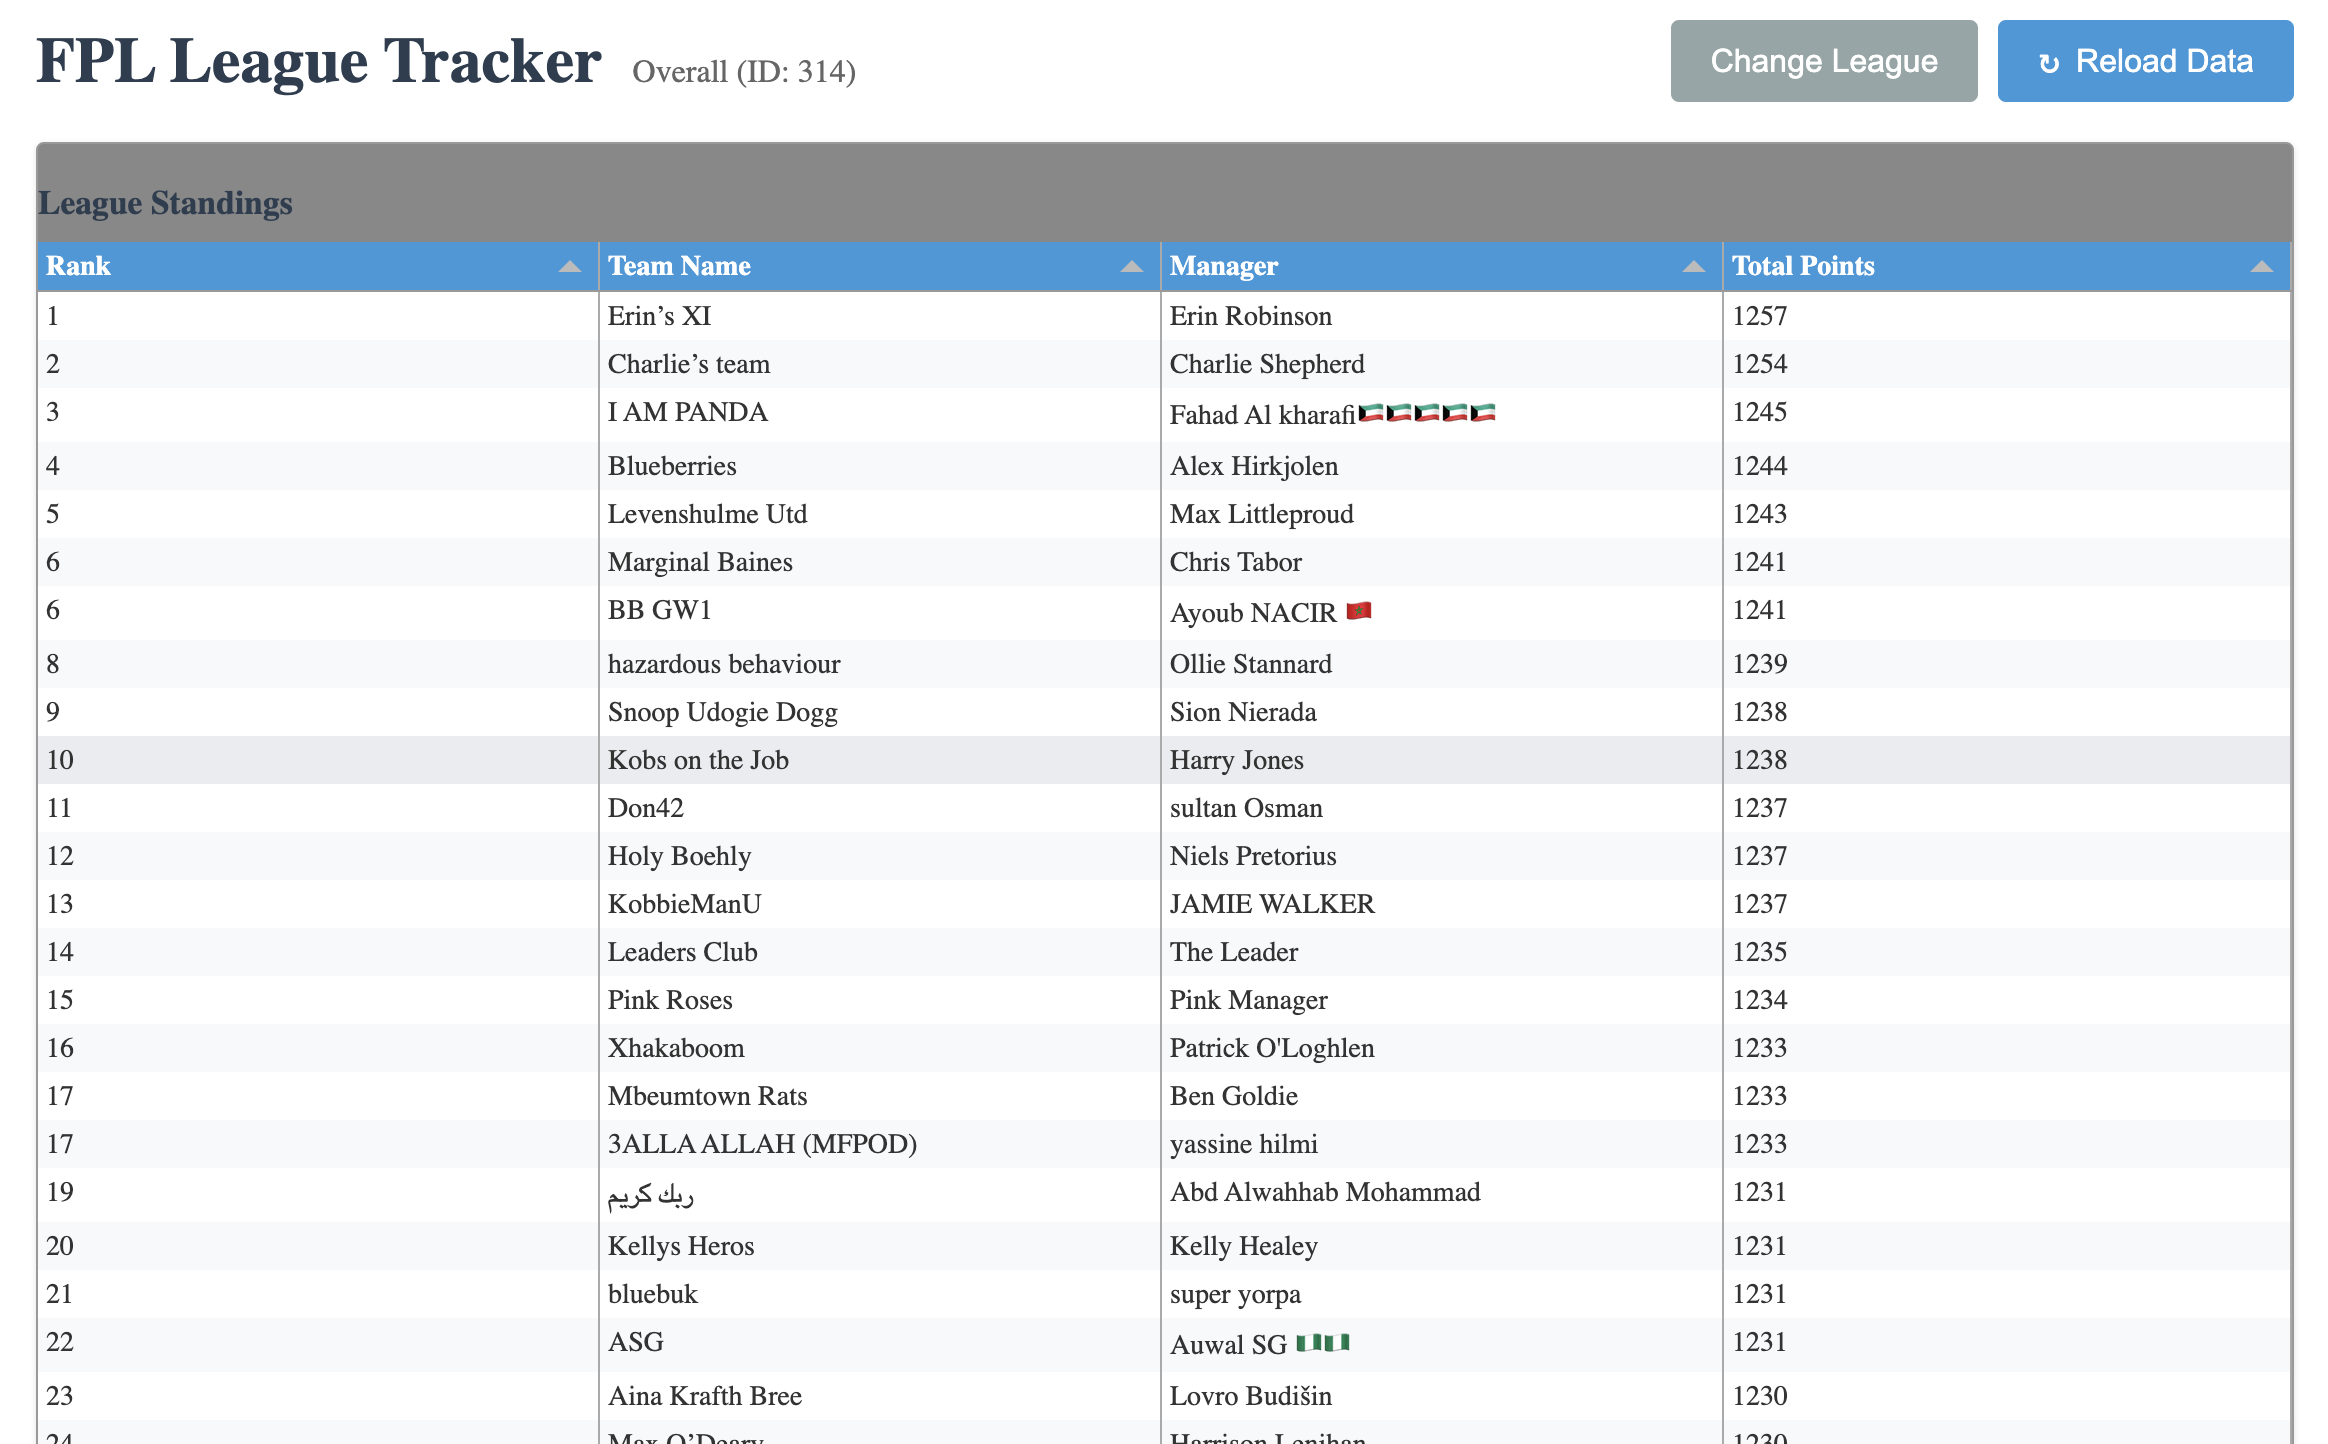 FPL League Tracker Overall (ID: 314)
Change League
↻ Reload Data
League Standings
Rank Team Name Manager Total Points
1 Erin’s XI Erin Robinson 1257
2 Charlie’s team Charlie Shepherd 1254
3 I AM PANDA Fahad Al kharafi🇰🇼🇰🇼🇰🇼🇰🇼🇰🇼 1245
4 Blueberries Alex Hirkjolen 1244
5 Levenshulme Utd Max Littleproud 1243
6 Marginal Baines Chris Tabor 1241
6 BB GW1 Ayoub NACIR 🇲🇦 1241
8 hazardous behaviour Ollie Stannard 1239
9 Snoop Udogie Dogg Sion Nierada 1238
10 Kobs on the Job Harry Jones 1238
11 Don42 sultan Osman 1237
12 Holy Boehly Niels Pretorius 1237
13 KobbieManU JAMIE WALKER 1237
14 Leaders Club The Leader 1235
15 Pink Roses Pink Manager 1234
16 Xhakaboom Patrick O'Loghlen 1233
17 Mbeumtown Rats Ben Goldie 1233
17 3ALLA ALLAH (MFPOD) yassine hilmi 1233
19 ربك كريم Abd Alwahhab Mohammad 1231
20 Kellys Heros Kelly Healey 1231
21 bluebuk super yorpa 1231
22 ASG Auwal SG 🇳🇬🇳🇬 1231
23 Aina Krafth Bree Lovro Budišin 1230
24 Max O’Deary Harrison Lenihan 1230